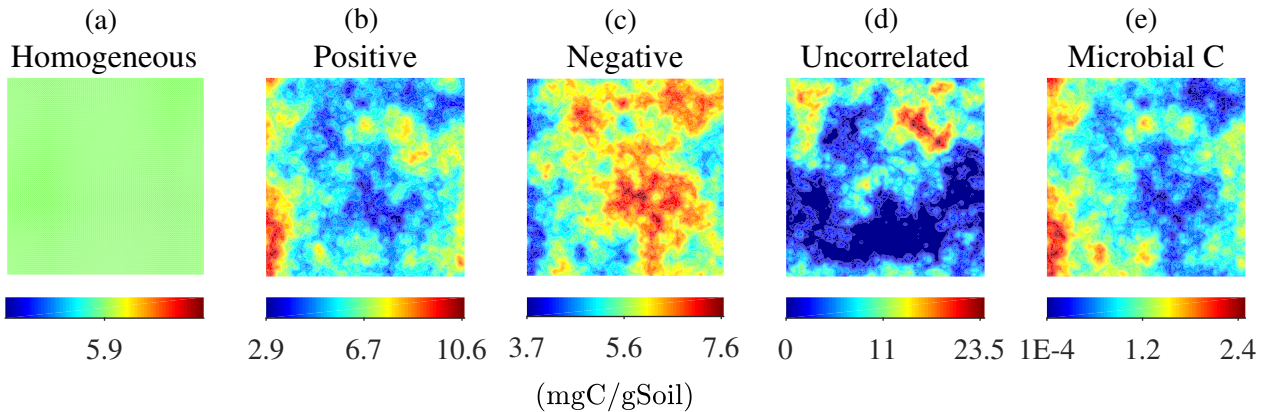 (a) (b) (c) (d) (e)
Homogeneous Positive Negative Uncorrelated Microbial C
5.9 2.9 6.7 10.6 3.7 5.6 7.6 0 11 23.5 1E-4 1.2 2.4
(mgC/gSoil)